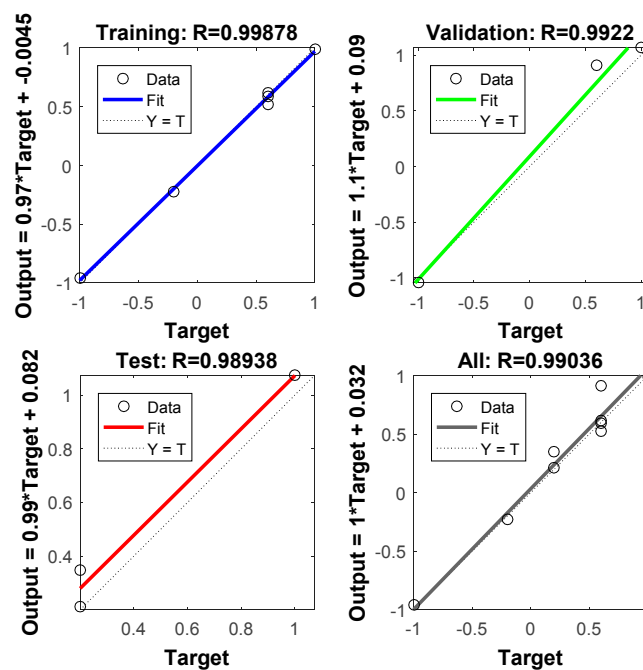 Training: R=0.99878
Output = 0.97*Target + -0.0045
1
0.5
0
-0.5
-1
Data
Fit
Y = T
-1
-0.5
0
0.5
1
Target
Validation: R=0.9922
Output = 1.1*Target + 0.09
1
0.5
0
-0.5
-1
Data
Fit
Y = T
-1
-0.5
0
0.5
1
Target
Test: R=0.98938
Output = 0.99*Target + 0.082
1
0.8
0.6
0.4
Data
Fit
Y = T
0.4
0.6
0.8
1
Target
All: R=0.99036
Output = 1*Target + 0.032
1
0.5
0
-0.5
-1
Data
Fit
Y = T
-1
-0.5
0
0.5
Target